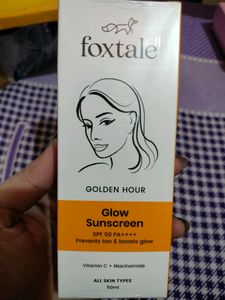 foxtale
GOLDEN HOUR
Glow
Sunscreen
SPF 50 PA++++
Prevents tan & boosts glow
Vitamin C + Niacinamide
ALL SKIN TYPES
50ml